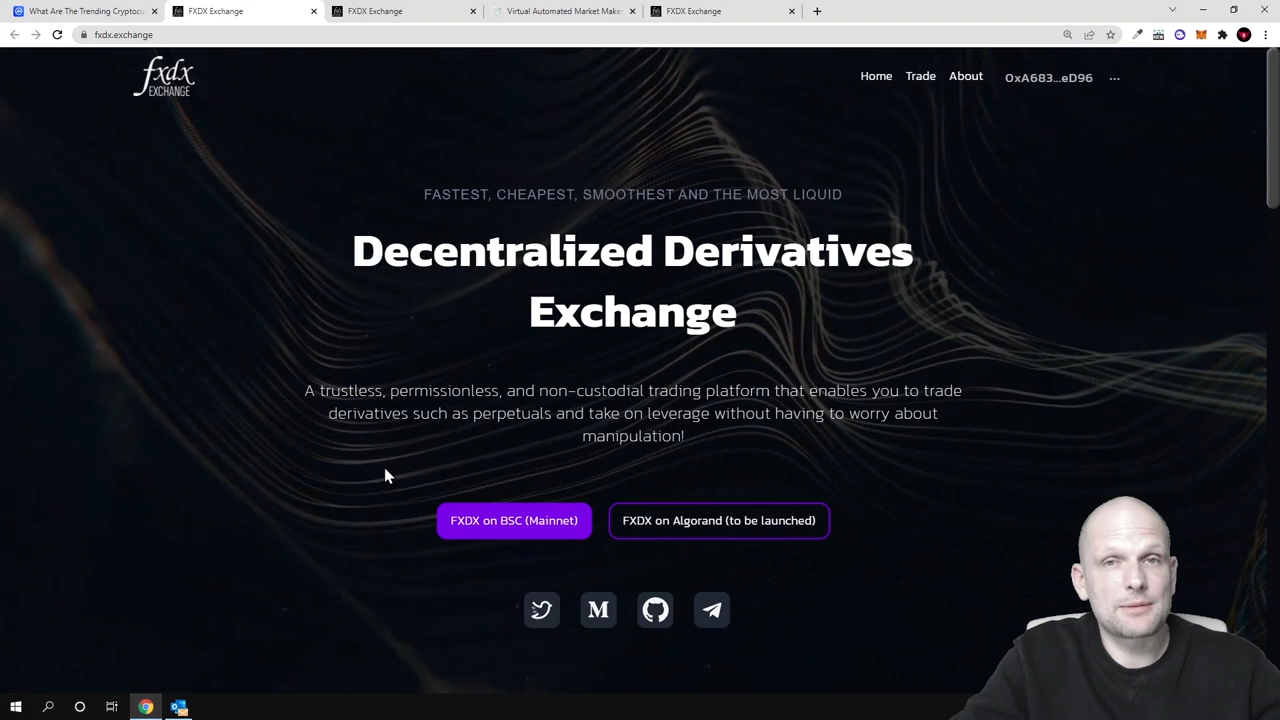 What Are The Trending Cryptocu
FXDX Exchange
FXDX Exchange
Virtual Automated Market Make
FXDX Exchange
fxdx.exchange
fxdx
EXCHANGE
Home
Trade
About
0xA683...eD96
...
FASTEST, CHEAPEST, SMOOTHEST AND THE MOST LIQUID
Decentralized Derivatives
Exchange
A trustless, permissionless, and non-custodial trading platform that enables you to trade
derivatives such as perpetuals and take on leverage without having to worry about
manipulation!
FXDX on BSC (Mainnet)
FXDX on Algorand (to be launched)
M